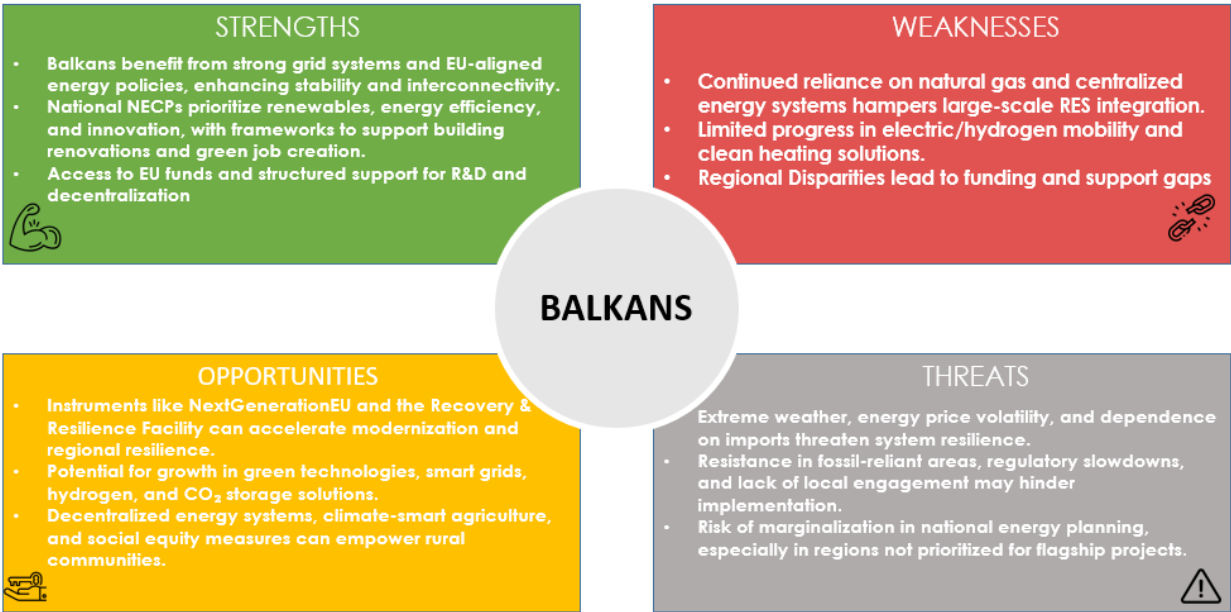 STRENGTHS
• Balkans benefit from strong grid systems and EU-aligned
energy policies, enhancing stability and interconnectivity.
• National NECPs prioritize renewables, energy efficiency,
and innovation, with frameworks to support building
renovations and green job creation.
• Access to EU funds and structured support for R&D and
decentralization
WEAKNESSES
• Continued reliance on natural gas and centralized
energy systems hampers large-scale RES integration.
• Limited progress in electric/hydrogen mobility and
clean heating solutions.
• Regional Disparities lead to funding and support gaps
BALKANS
OPPORTUNITIES
• Instruments like NextGenerationEU and the Recovery &
Resilience Facility can accelerate modernization and
regional resilience.
• Potential for growth in green technologies, smart grids,
hydrogen, and CO₂ storage solutions.
• Decentralized energy systems, climate-smart agriculture,
and social equity measures can empower rural
communities.
THREATS
Extreme weather, energy price volatility, and dependence
on imports threaten system resilience.
• Resistance in fossil-reliant areas, regulatory slowdowns,
and lack of local engagement may hinder
implementation.
• Risk of marginalization in national energy planning,
especially in regions not prioritized for flagship projects.